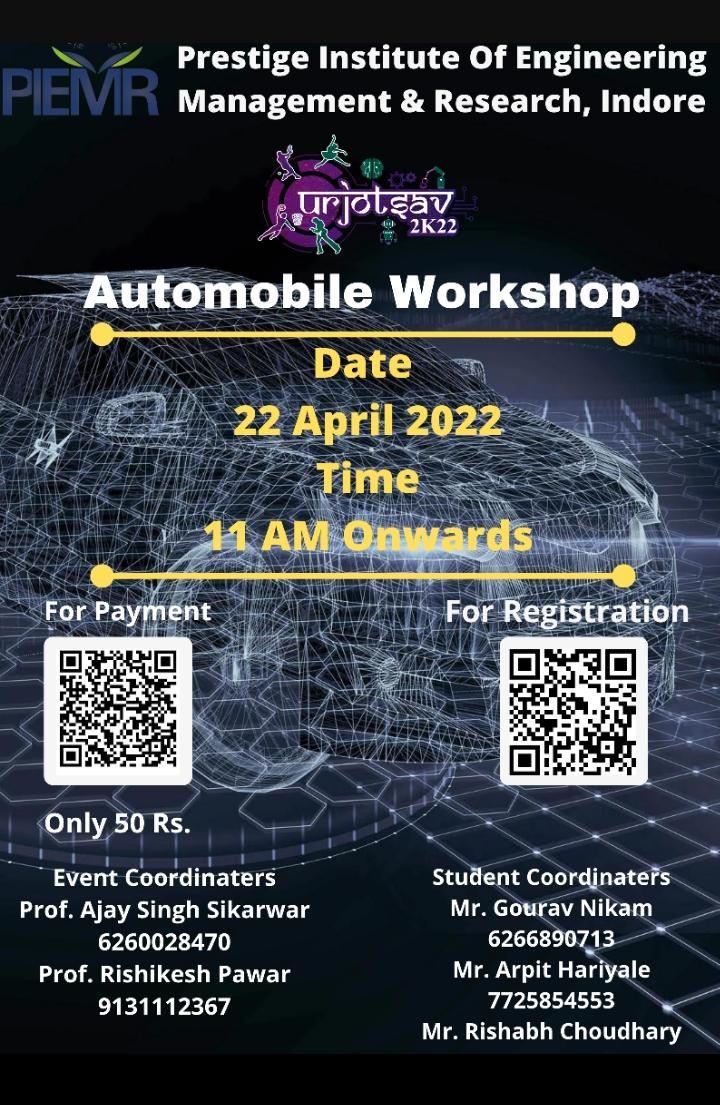 PIEMR
Prestige Institute Of Engineering
Management & Research, Indore
urjotsav
2K22
Automobile Workshop
Date
22 April 2022
Time
11 AM Onwards
For Payment
For Registration
Only 50 Rs.
Event Coordinaters
Prof. Ajay Singh Sikarwar
6260028470
Prof. Rishikesh Pawar
9131112367
Student Coordinaters
Mr. Gourav Nikam
6266890713
Mr. Arpit Hariyale
7725854553
Mr. Rishabh Choudhary